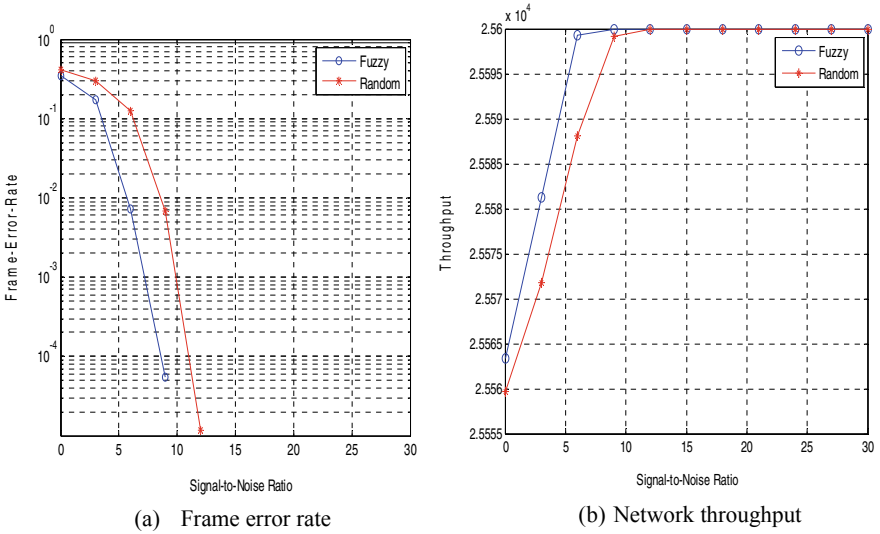 x 10^4
10^0
10^-1
10^-2
10^-3
10^-4
Frame-Error-Rate
0 5 10 15 20 25 30
Signal-to-Noise Ratio
Fuzzy
Random
(a) Frame error rate
2.56
2.5595
2.559
2.5585
2.558
2.5575
2.557
2.5565
2.556
2.5555
Throughput
0 5 10 15 20 25 30
Signal-to-Noise Ratio
Fuzzy
Random
(b) Network throughput